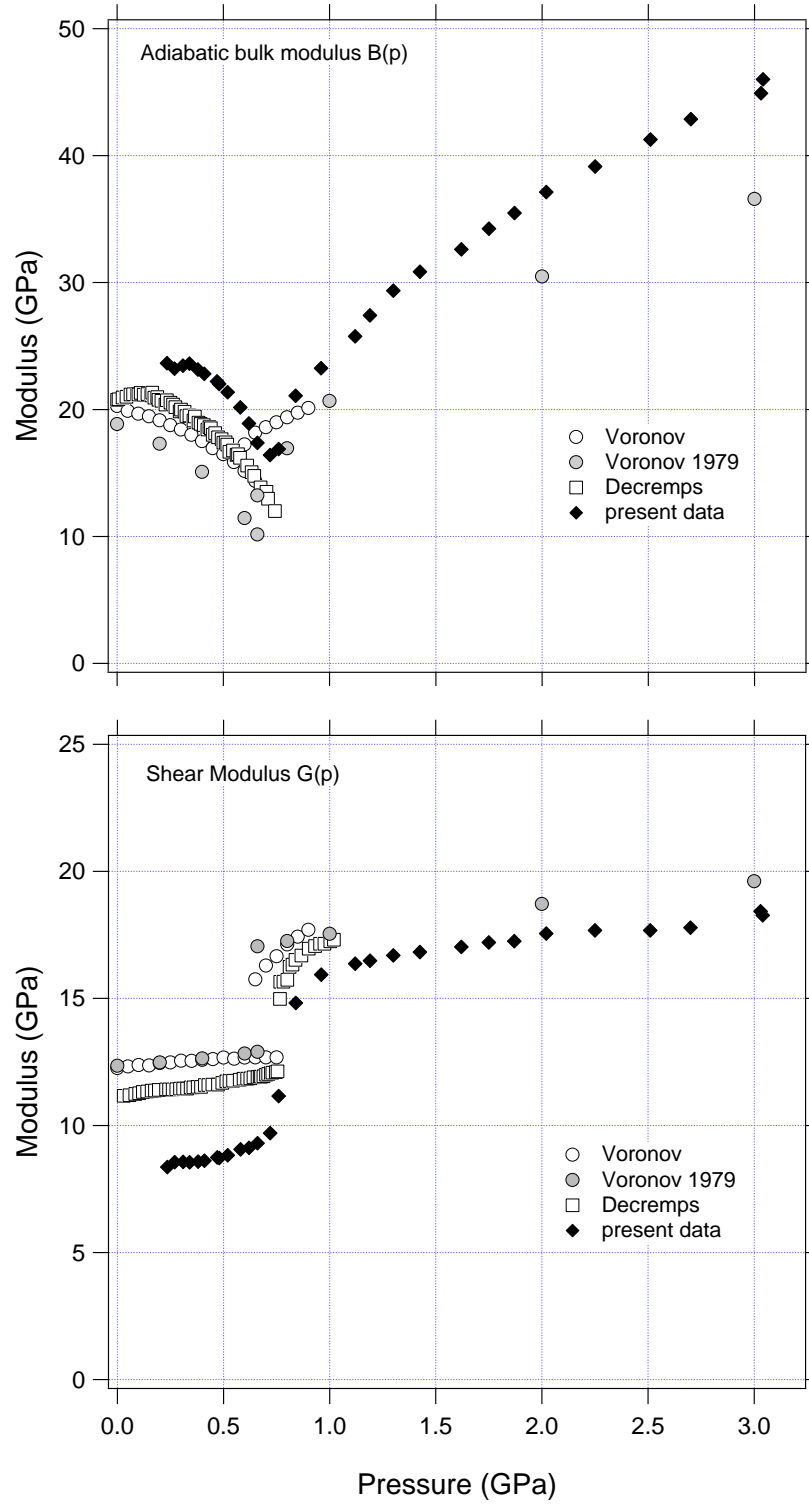 50
Adiabatic bulk modulus B(p)
40
30
Modulus (GPa)
20
Voronov
Voronov 1979
Decremps
present data
10
0
25
Shear Modulus G(p)
20
15
Modulus (GPa)
10
Voronov
Voronov 1979
Decremps
present data
5
0
0.0 0.5 1.0 1.5 2.0 2.5 3.0
Pressure (GPa)